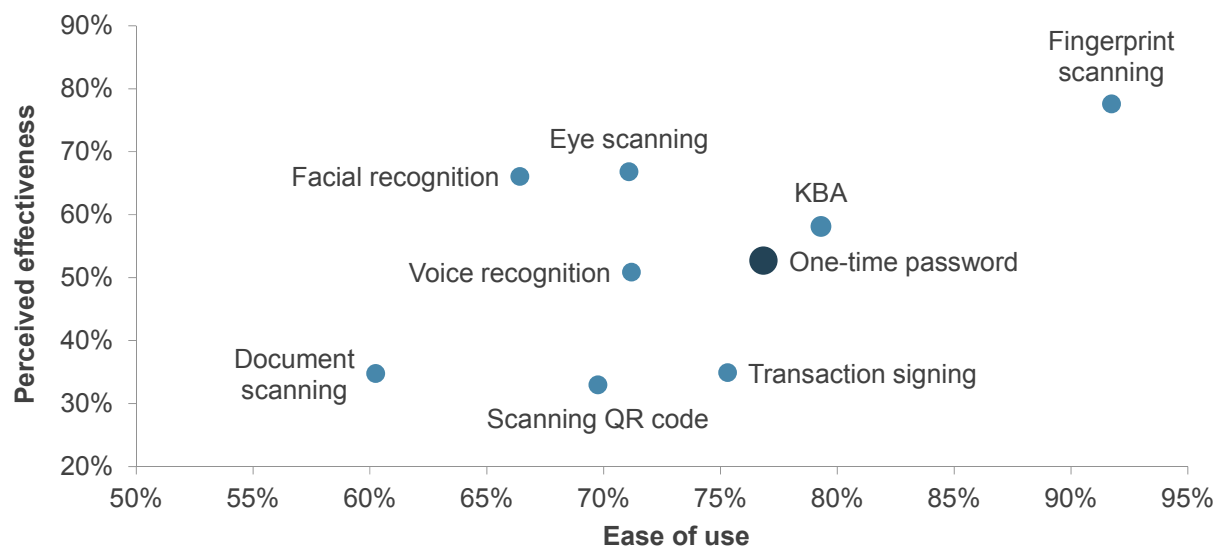 90%
80%
70%
60%
50%
40%
30%
20%
Perceived effectiveness
Fingerprint
scanning
Eye scanning
Facial recognition
KBA
One-time password
Voice recognition
Document
scanning
Transaction signing
Scanning QR code
50%
55%
60%
65%
70%
75%
80%
85%
90%
95%
Ease of use